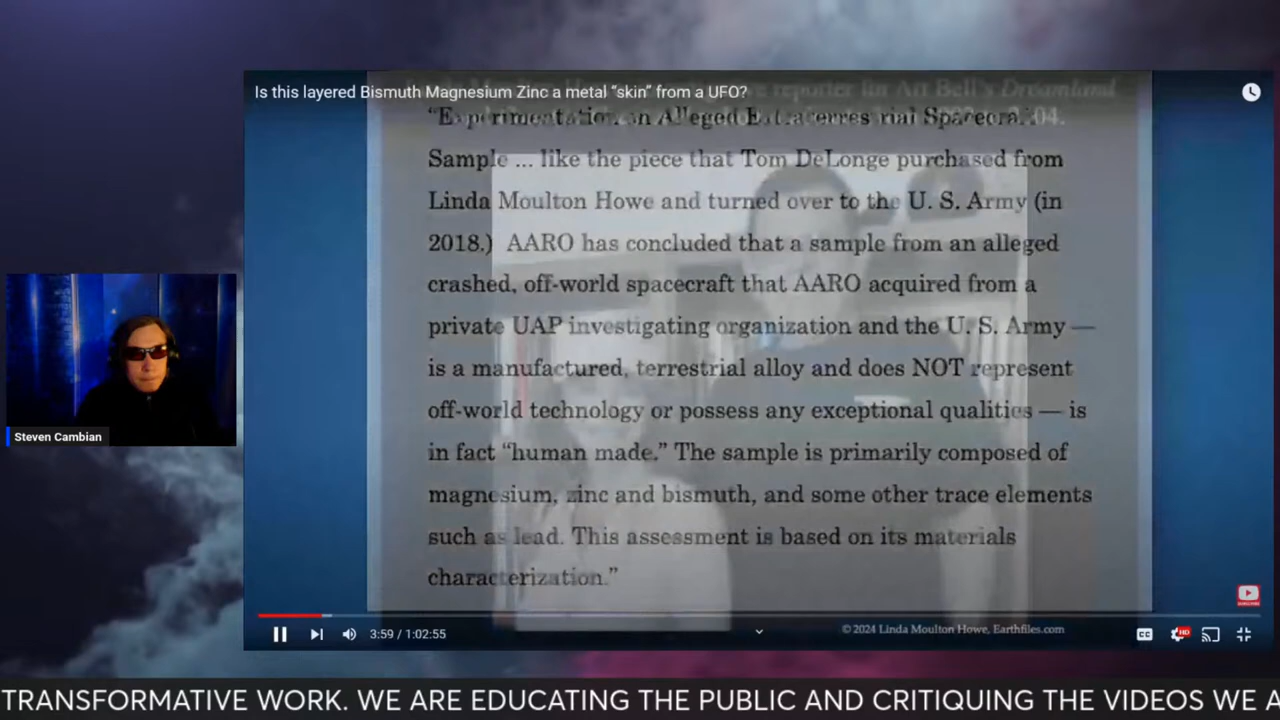 Is this layered Bismuth Magnesium Zinc a metal “skin” from a UFO?
reporter Art Bell's Dreamland
“Experimentation on Alleged Extraterrestrial Spacecraft
Sample ... like the piece that Tom DeLonge purchased from
Linda Moulton Howe and turned over to the U. S. Army (in
2018.) AARO has concluded that a sample from an alleged
crashed, off-world spacecraft that AARO acquired from a
private UAP investigating organization and the U. S. Army —
is a manufactured, terrestrial alloy and does NOT represent
off-world technology or possess any exceptional qualities — is
in fact “human made.” The sample is primarily composed of
magnesium, zinc and bismuth, and some other trace elements
such as lead. This assessment is based on its materials
characterization.”
Steven Cambian
3:59 / 1:02:55
© 2024 Linda Moulton Howe, Earthfiles.com
CC
HD
TRANSFORMATIVE WORK. WE ARE EDUCATING THE PUBLIC AND CRITIQUING THE VIDEOS WE A